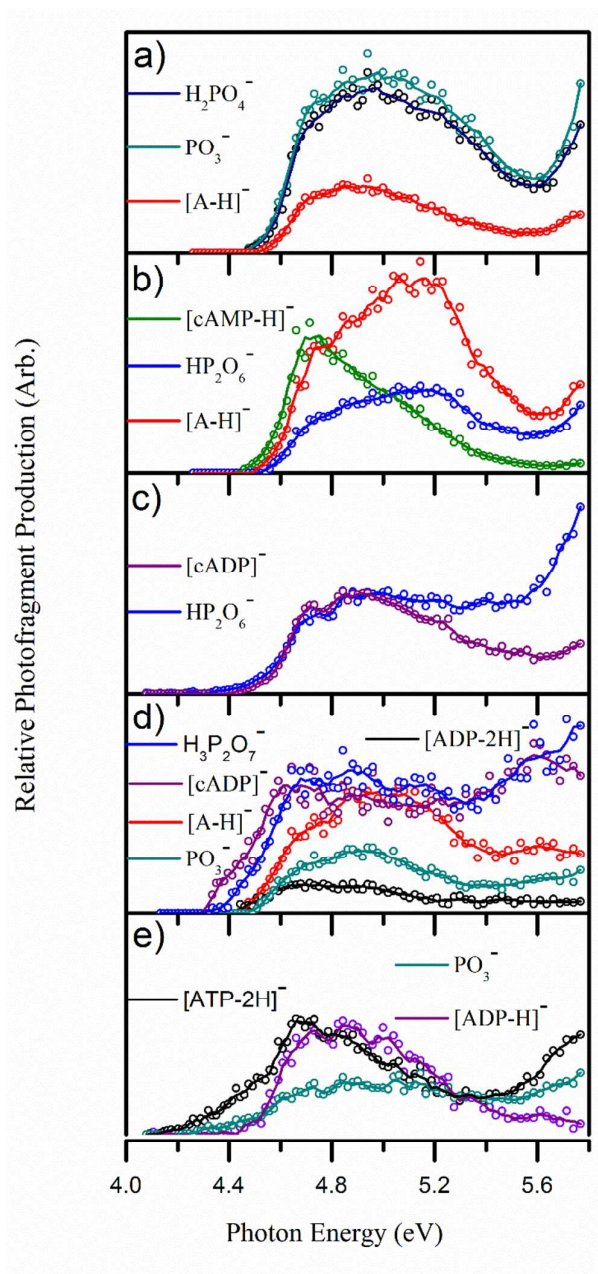 a)
H₂PO₄⁻
PO₃⁻
[A-H]⁻
b)
[cAMP-H]⁻
HP₂O₆⁻
[A-H]⁻
c)
[cADP]⁻
HP₂O₆⁻
d)
H₃P₂O₇⁻
[ADP-2H]⁻
[cADP]⁻
[A-H]⁻
PO₃⁻
e)
PO₃⁻
[ATP-2H]⁻
[ADP-H]⁻
4.0 4.4 4.8 5.2 5.6
Photon Energy (eV)
Relative Photofragment Production (Arb.)